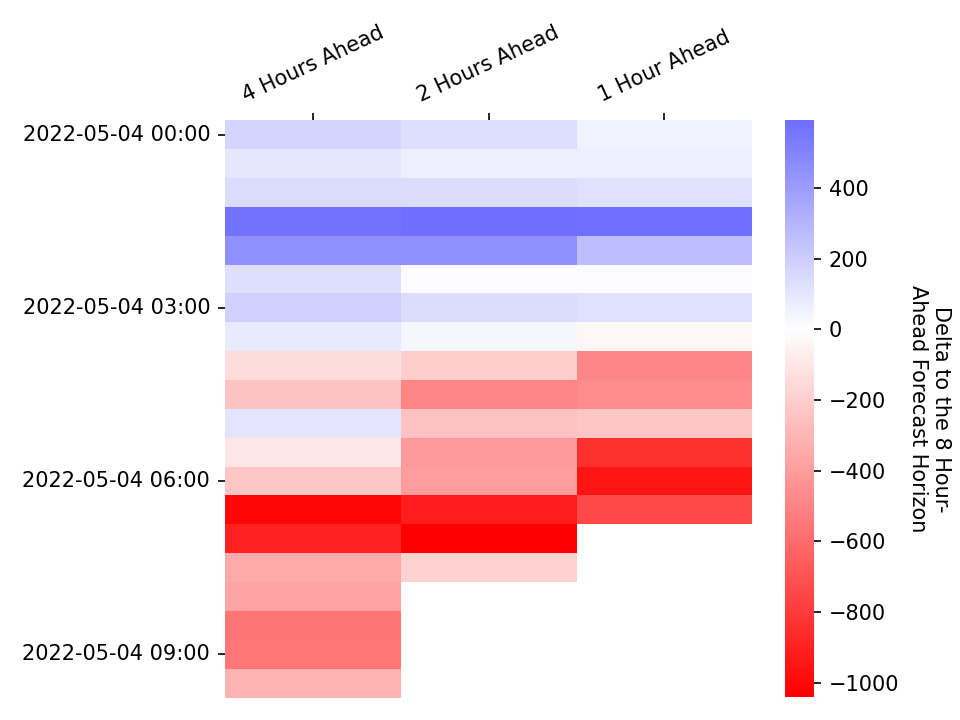 4 Hours Ahead
2 Hours Ahead
1 Hour Ahead
2022-05-04 00:00
2022-05-04 03:00
2022-05-04 06:00
2022-05-04 09:00
400
200
0
−200
−400
−600
−800
−1000
Delta to the 8 Hour-
Ahead Forecast Horizon